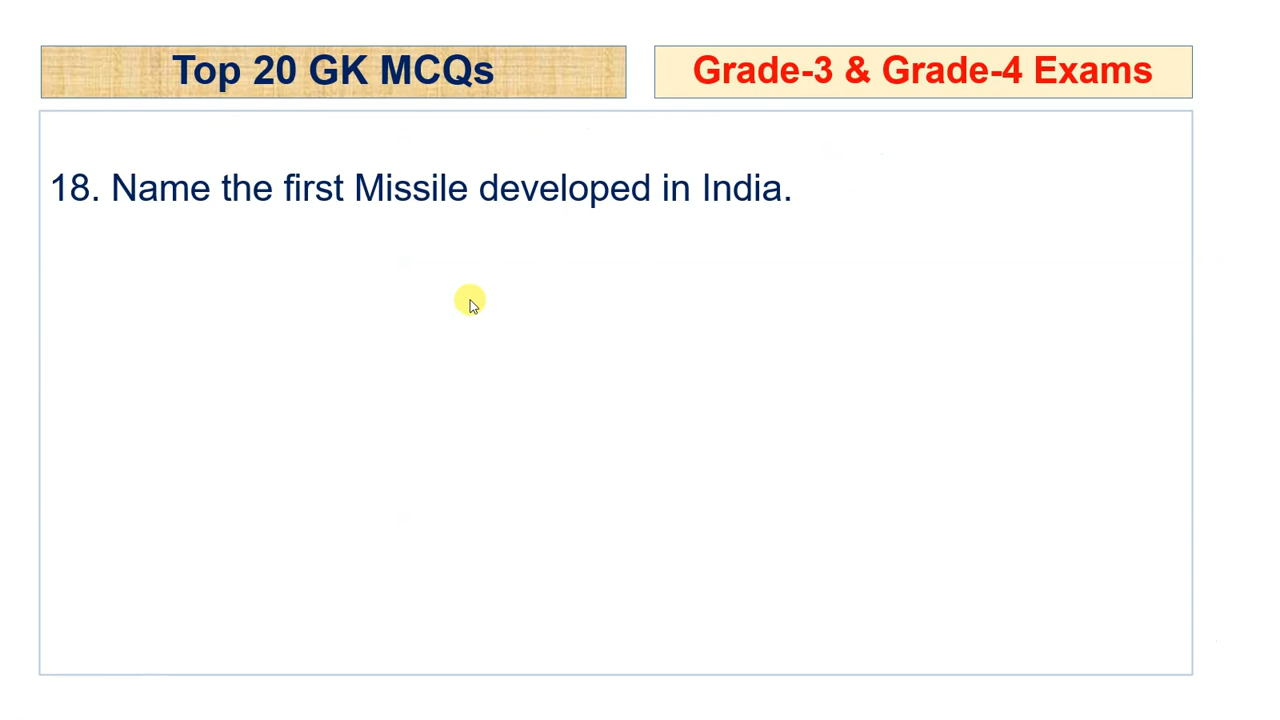 Top 20 GK MCQs
Grade-3 & Grade-4 Exams
18. Name the first Missile developed in India.